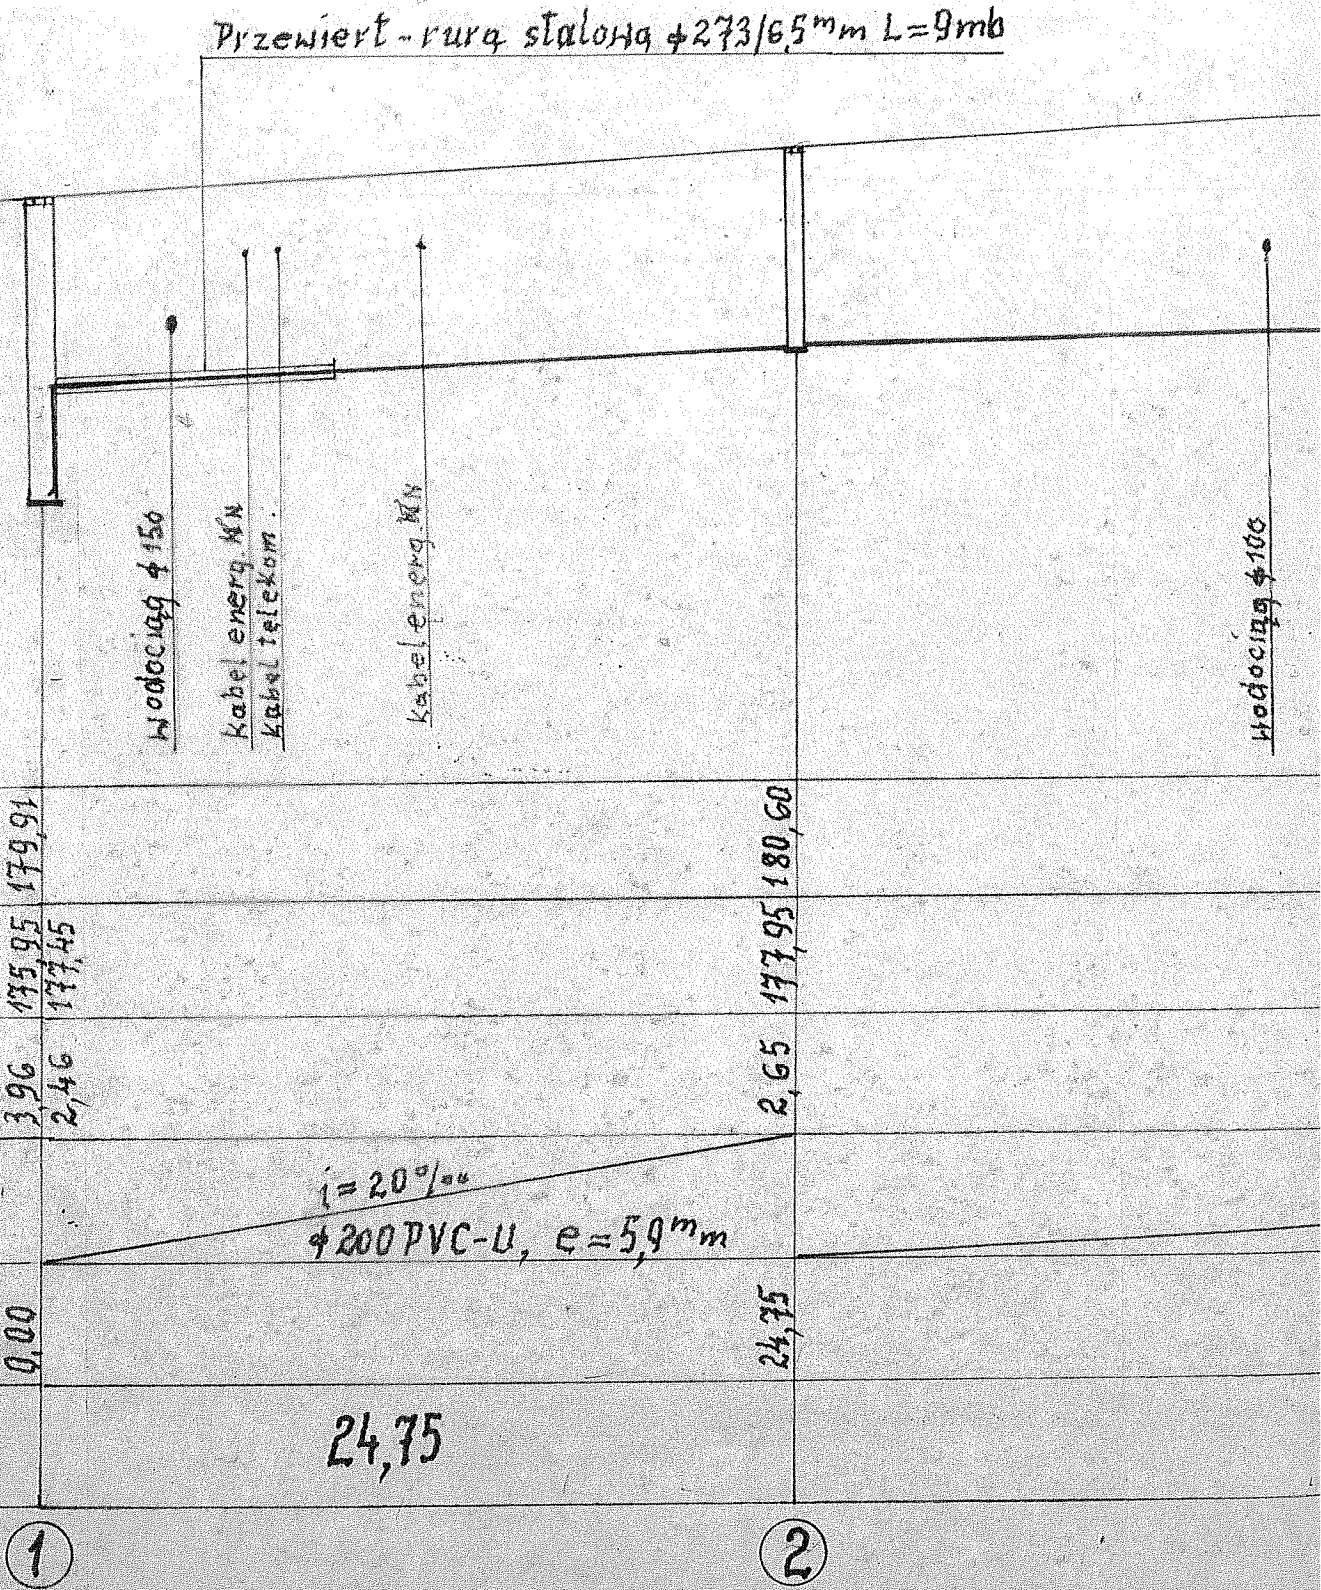 Przewiert - rurą stalową ϕ273/6,5mm L=9mb
wodociąg ϕ150
kabel energ. NN
kabel telekom.
kabel energ. NN
wodociąg ϕ100
179,91
180,60
175,95
177,45
177,95
3,96
2,46
2,65
i=20‰
ϕ200 PVC-U, e=5,9mm
0,00
24,75
24,75
1
2